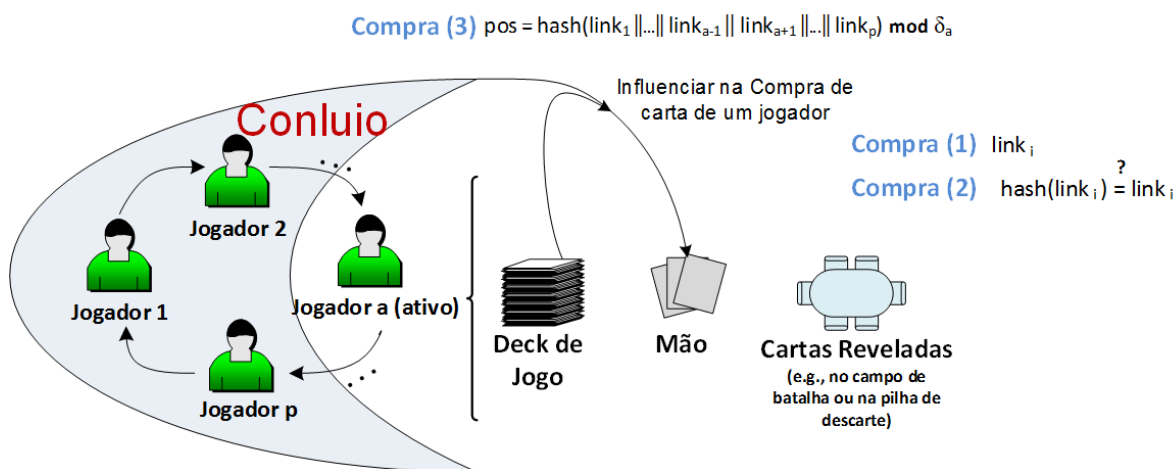 Compra (3) pos = hash(link₁ ||...|| linkₐ₋₁ || linkₐ₊₁ ||...|| linkₚ) mod δₐ
Influenciar na Compra de
carta de um jogador
Conluio
Compra (1) linkᵢ
Compra (2) hash(linkᵢ) ≟ linkᵢ
...
Jogador 2
Jogador 1
Jogador a (ativo)
Jogador p
...
Deck de
Jogo
Mão
Cartas Reveladas
(e.g., no campo de
batalha ou na pilha de
descarte)